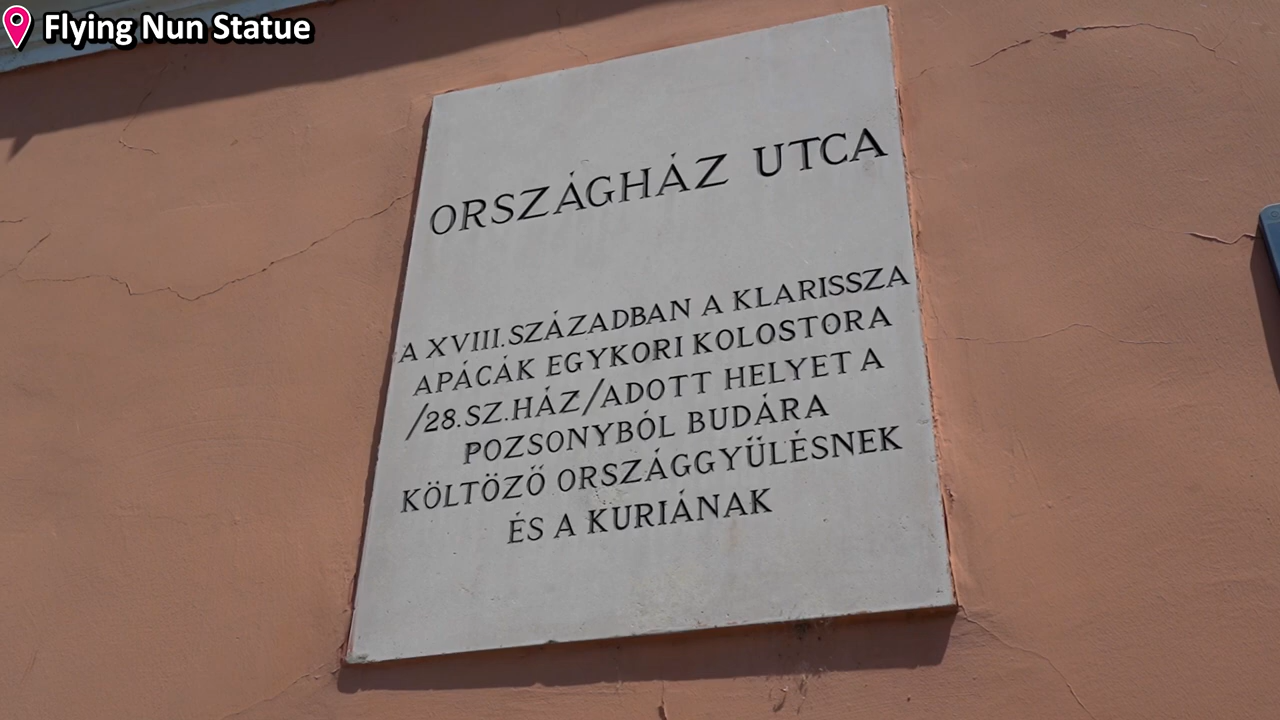 Flying Nun Statue
ORSZÁGHÁZ UTCA
A XVIII.SZÁZADBAN A KLARISSZA
APÁCÁK EGYKORI KOLOSTORA
/28.SZ.HÁZ/ADOTT HELYET A
POZSONYBÓL BUDÁRA
KÖLTÖZŐ ORSZÁGGYŰLÉSNEK
ÉS A KURIÁNAK